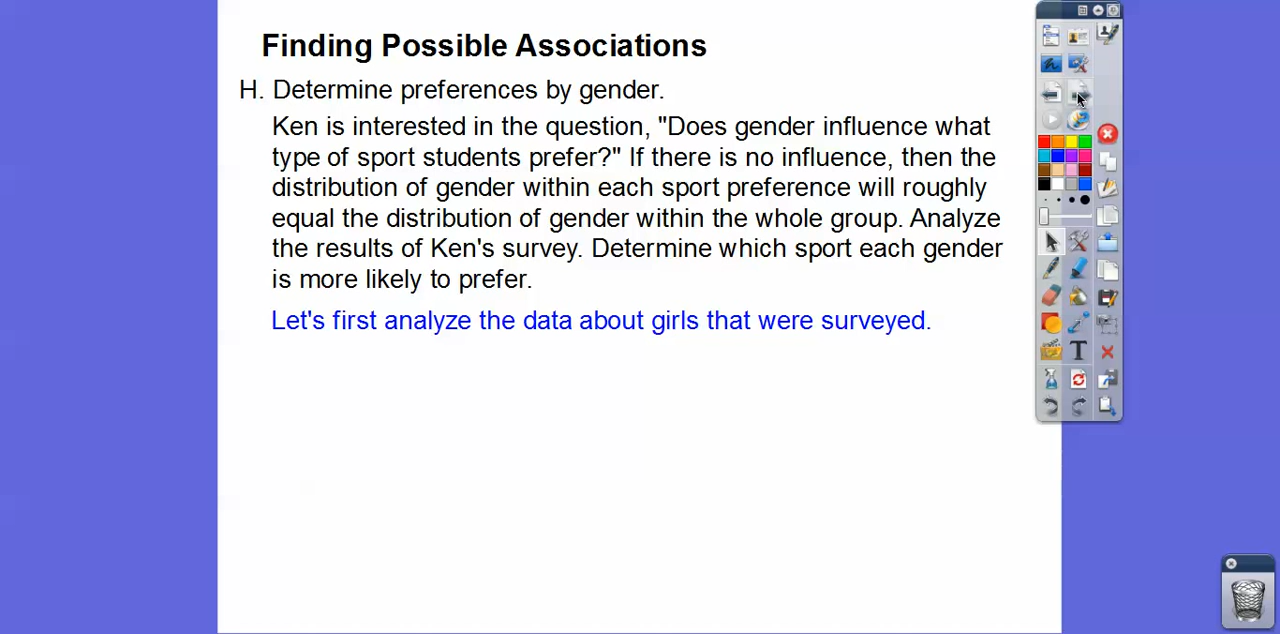 Finding Possible Associations
H. Determine preferences by gender.
Ken is interested in the question, "Does gender influence what
type of sport students prefer?" If there is no influence, then the
distribution of gender within each sport preference will roughly
equal the distribution of gender within the whole group. Analyze
the results of Ken's survey. Determine which sport each gender
is more likely to prefer.
Let's first analyze the data about girls that were surveyed.
T